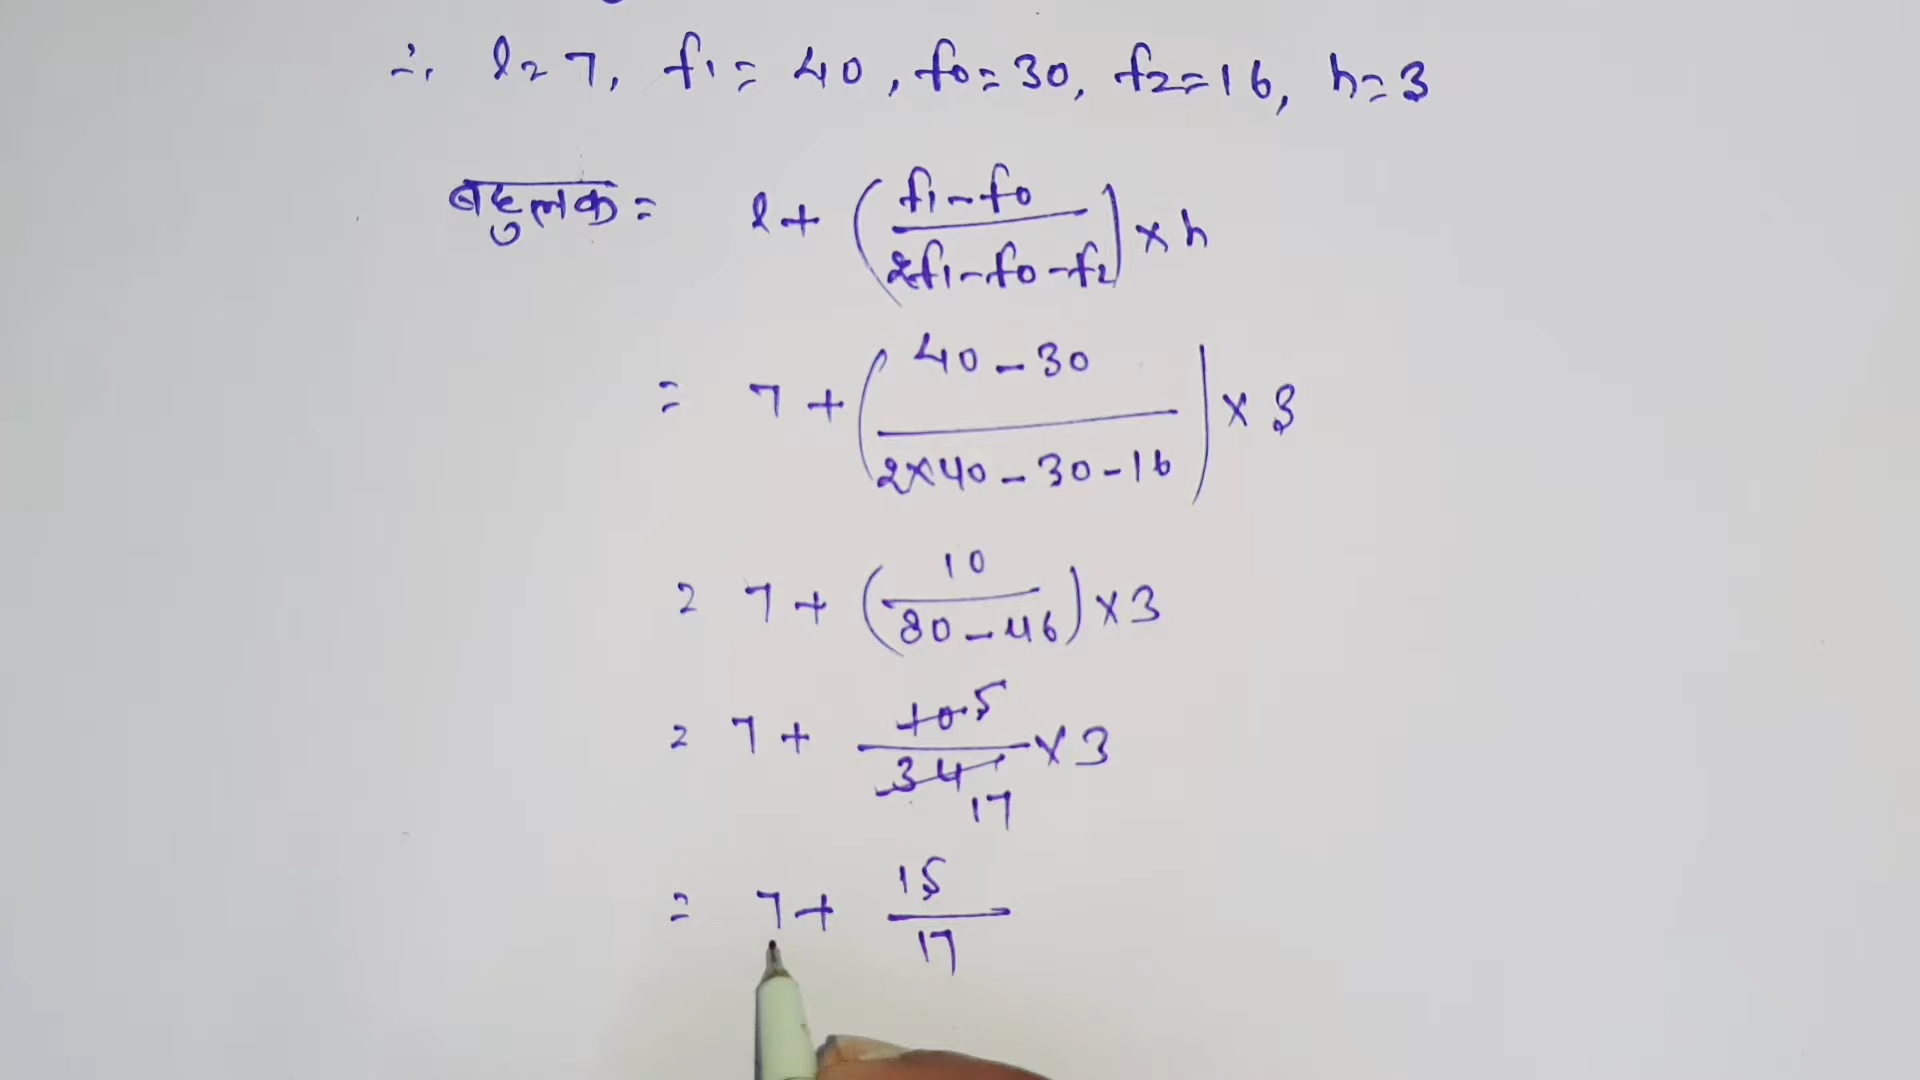 ∴ l = 7, f1 = 40, f0 = 30, f2 = 16, h = 3
बहुलक = l + (f1 - f0 / 2f1 - f0 - f2) × h
= 7 + (40 - 30 / 2×40 - 30 - 16) × 3
= 7 + (10 / 80 - 46) × 3
= 7 + 10 5 / 34 17 × 3
= 7 + 15 / 17